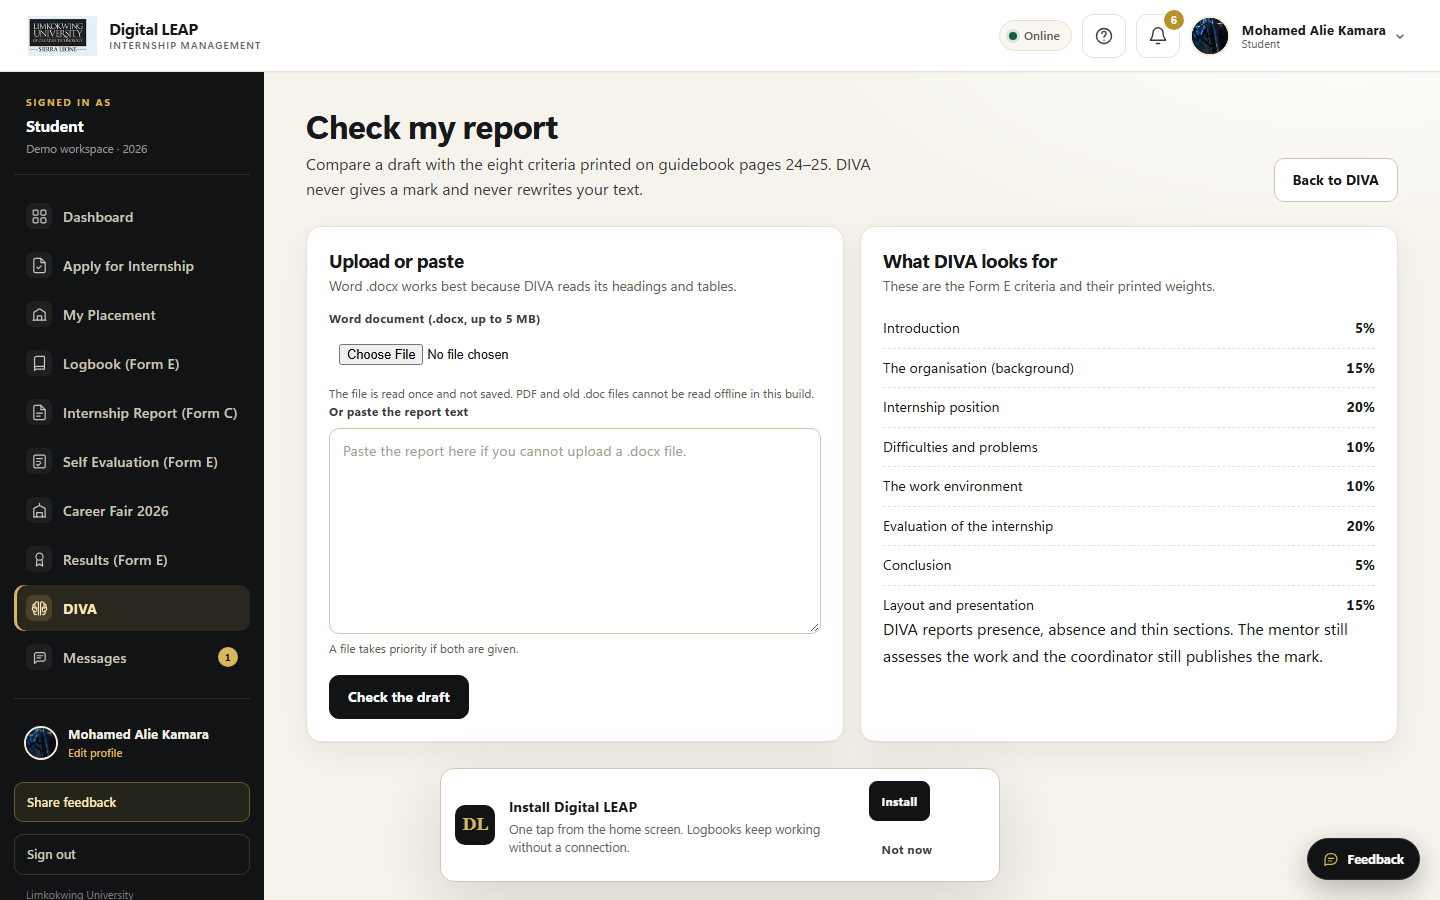 LIMKOKWING
UNIVERSITY
OF CREATIVE TECHNOLOGY
SIERRA LEONE
Digital LEAP
INTERNSHIP MANAGEMENT
Online
6
Mohamed Alie Kamara
Student
SIGNED IN AS
Student
Demo workspace · 2026
Dashboard
Apply for Internship
My Placement
Logbook (Form E)
Internship Report (Form C)
Self Evaluation (Form E)
Career Fair 2026
Results (Form E)
DIVA
Messages
1
Mohamed Alie Kamara
Edit profile
Share feedback
Sign out
Limkokwing University
Check my report
Compare a draft with the eight criteria printed on guidebook pages 24–25. DIVA
never gives a mark and never rewrites your text.
Back to DIVA
Upload or paste
Word .docx works best because DIVA reads its headings and tables.
Word document (.docx, up to 5 MB)
Choose File No file chosen
The file is read once and not saved. PDF and old .doc files cannot be read offline in this build.
Or paste the report text
Paste the report here if you cannot upload a .docx file.
A file takes priority if both are given.
Check the draft
What DIVA looks for
These are the Form E criteria and their printed weights.
Introduction 5%
The organisation (background) 15%
Internship position 20%
Difficulties and problems 10%
The work environment 10%
Evaluation of the internship 20%
Conclusion 5%
Layout and presentation 15%
DIVA reports presence, absence and thin sections. The mentor still
assesses the work and the coordinator still publishes the mark.
DL
Install Digital LEAP
One tap from the home screen. Logbooks keep working
without a connection.
Install
Not now
Feedback